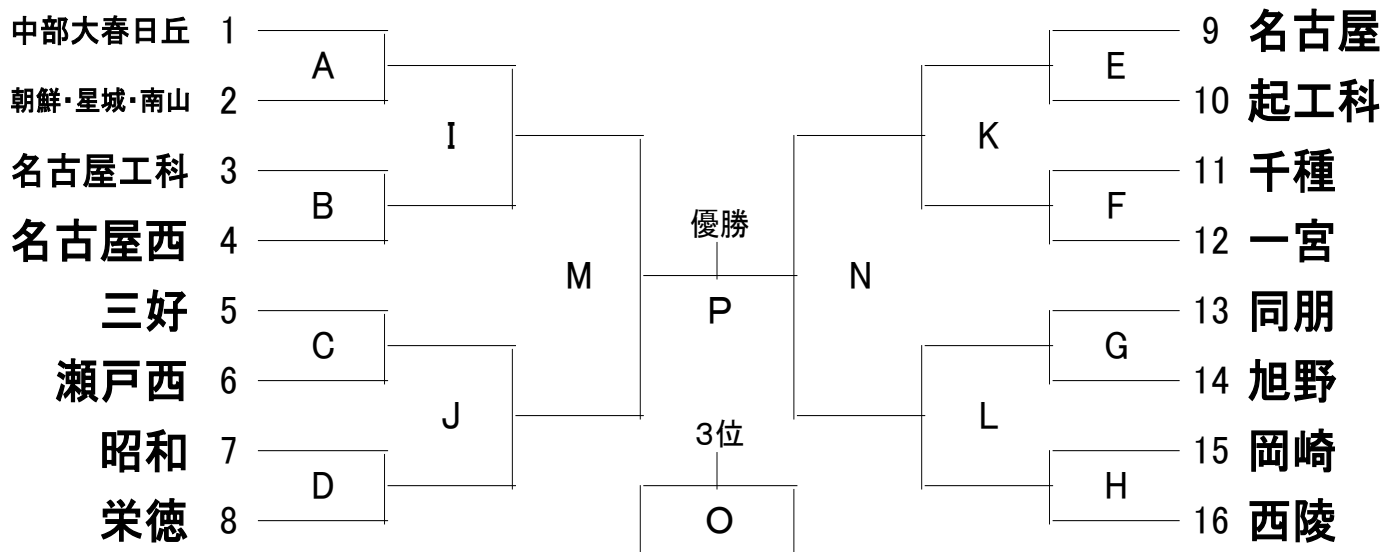 中部大春日丘 1
A
朝鮮・星城・南山 2
I
名古屋工科 3
B
名古屋西 4
M
三好 5
C
瀬戸西 6
J
昭和 7
D
栄徳 8
優勝
P
3位
O
9 名古屋
E
10 起工科
K
11 千種
F
12 一宮
N
13 同朋
G
14 旭野
L
15 岡崎
H
16 西陵